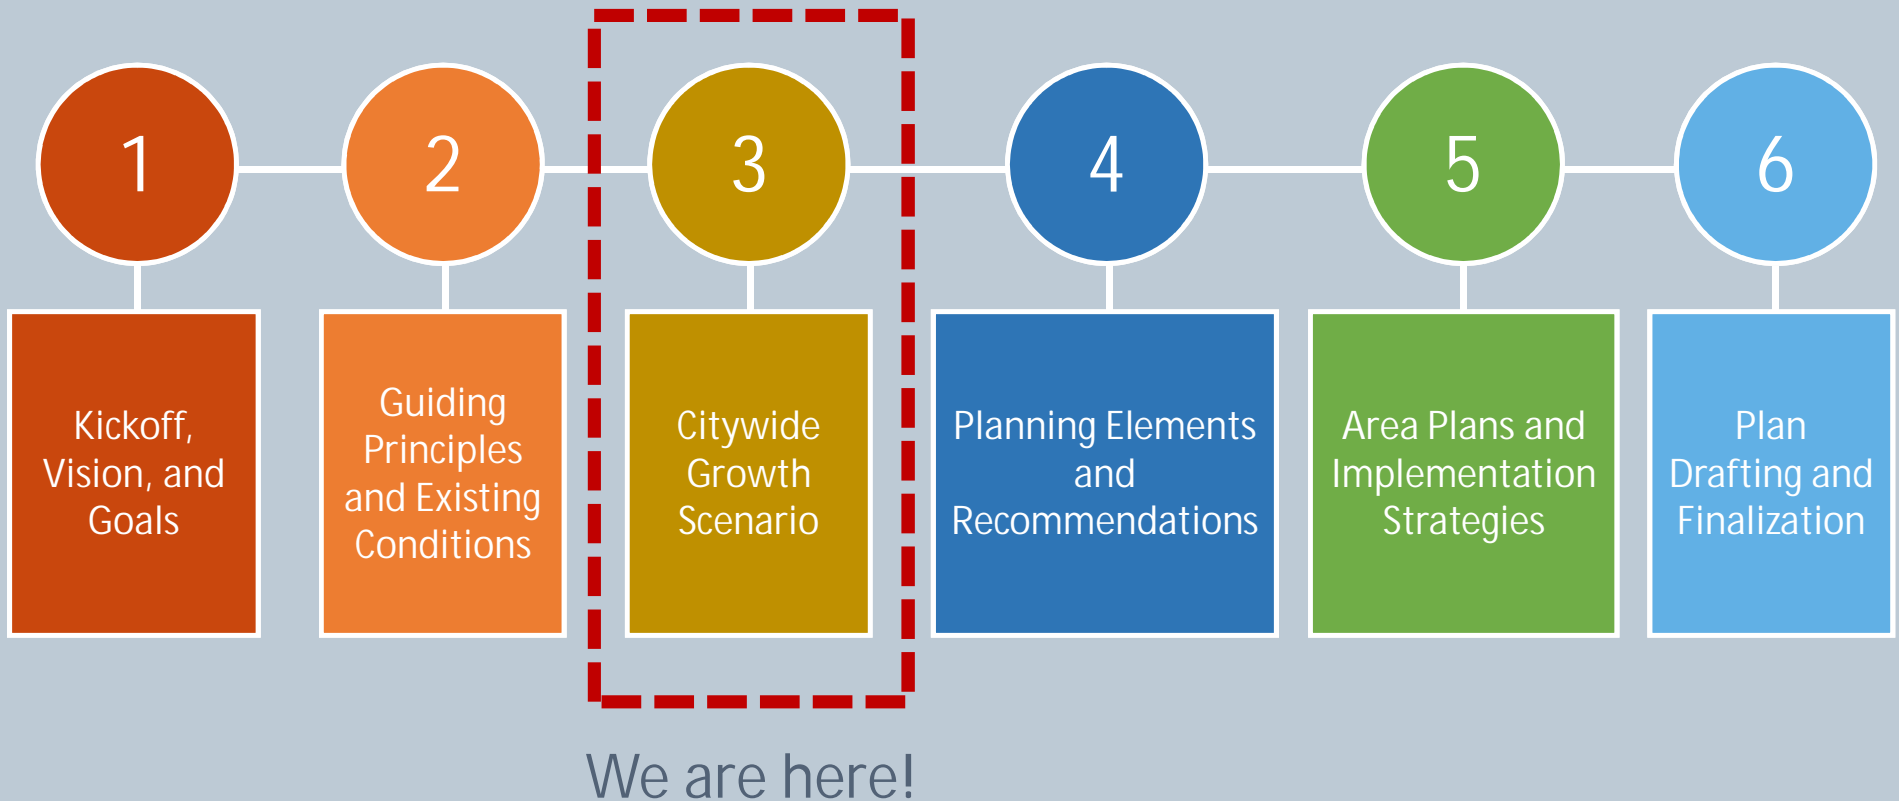 1
2
3
4
5
6
Kickoff,
Vision, and
Goals
Guiding
Principles
and Existing
Conditions
Citywide
Growth
Scenario
Planning Elements
and
Recommendations
Area Plans and
Implementation
Strategies
Plan
Drafting and
Finalization
We are here!